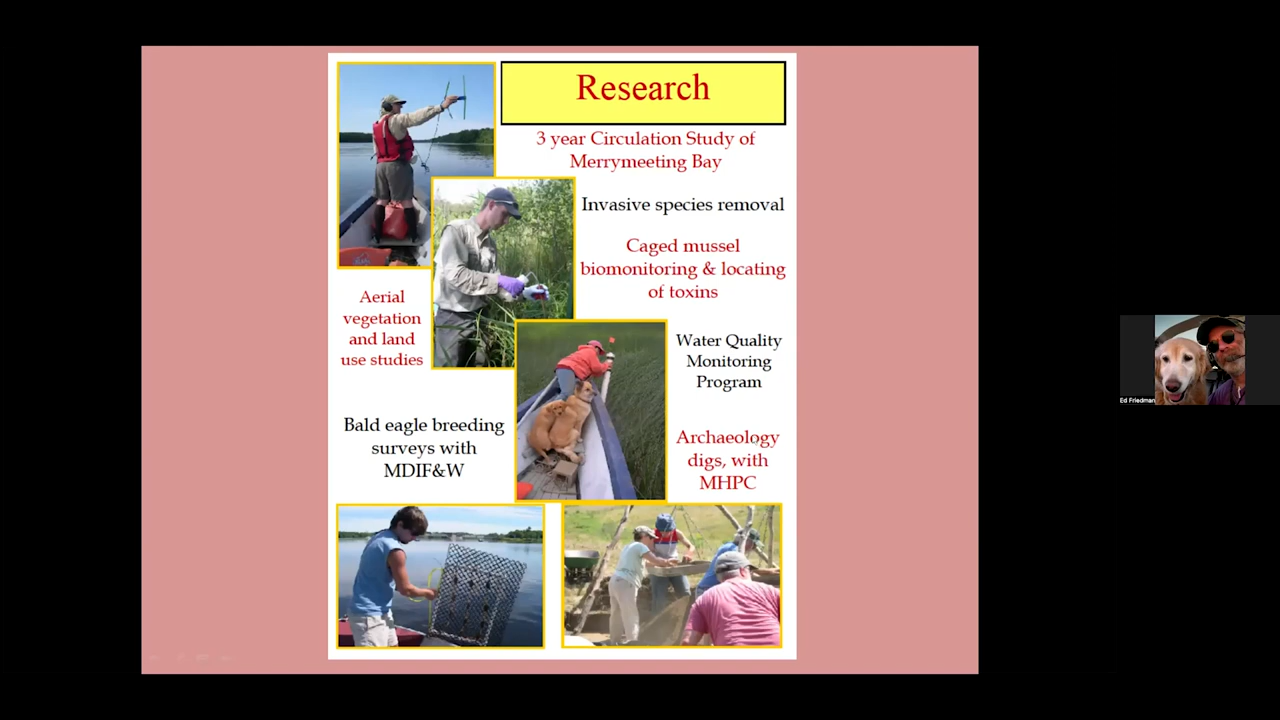 Research
3 year Circulation Study of
Merrymeeting Bay
Invasive species removal
Caged mussel
biomonitoring & locating
of toxins
Aerial
vegetation
and land
use studies
Water Quality
Monitoring
Program
Bald eagle breeding
surveys with
MDIF&W
Archaeology
digs, with
MHPC
Ed Friedman